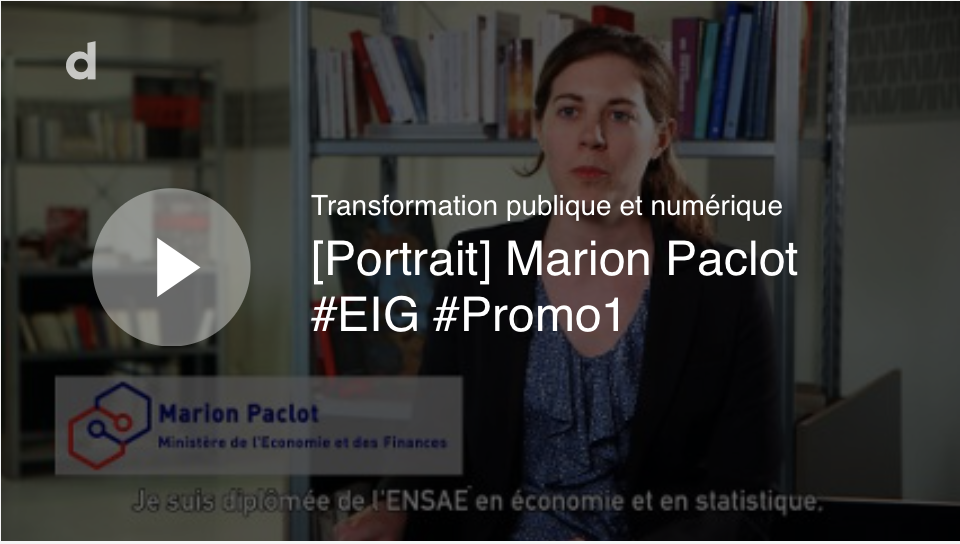 d
Transformation publique et numérique
[Portrait] Marion Paclot
#EIG #Promo1
Marion Paclot
Ministère de l'Economie et des Finances
Je suis diplômée de l'ENSAE en économie et en statistique.